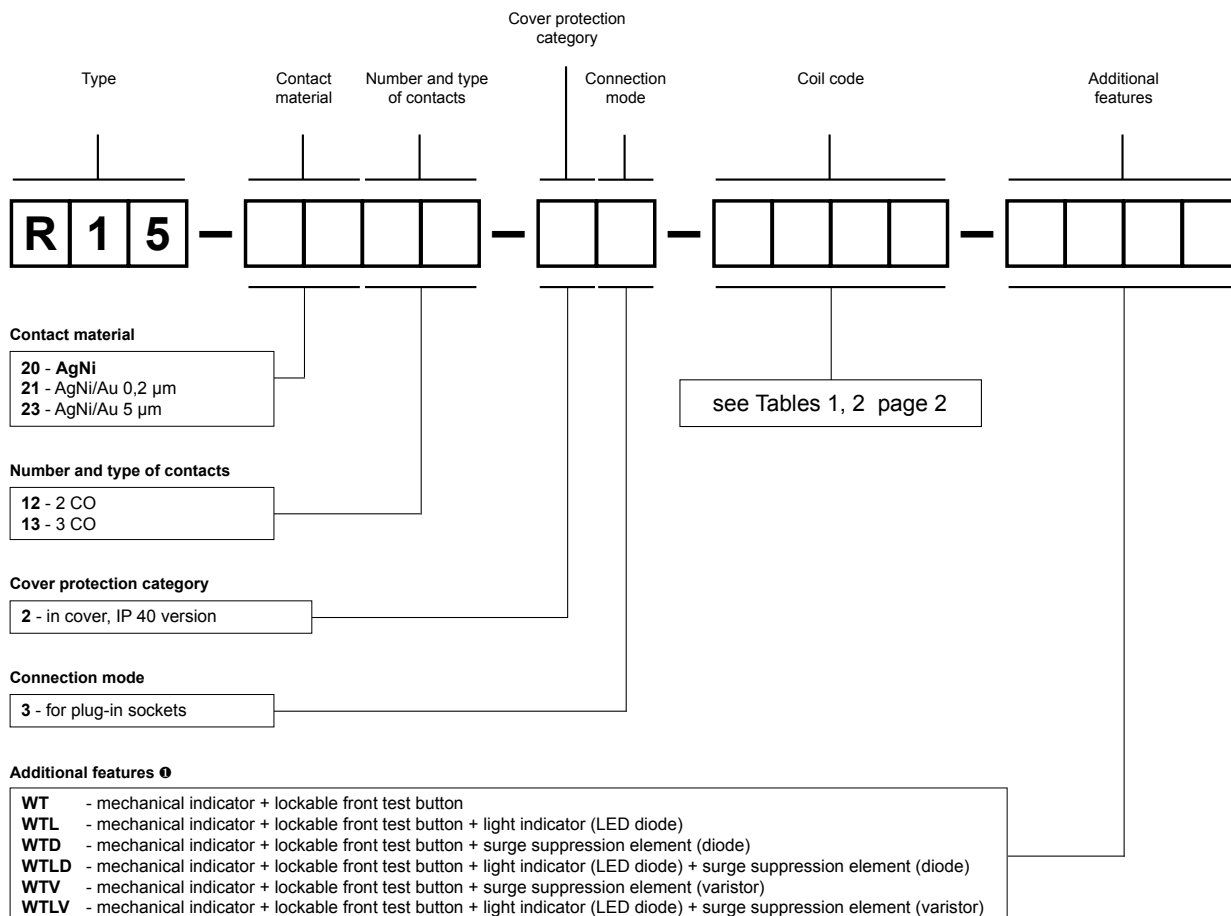 Cover protection
category
Type
Contact
material
Number and type
of contacts
Connection
mode
Coil code
Additional
features
R 1 5 – – – –
Contact material
20 - AgNi
21 - AgNi/Au 0,2 µm
23 - AgNi/Au 5 µm
see Tables 1, 2 page 2
Number and type of contacts
12 - 2 CO
13 - 3 CO
Cover protection category
2 - in cover, IP 40 version
Connection mode
3 - for plug-in sockets
Additional features ❶
WT - mechanical indicator + lockable front test button
WTL - mechanical indicator + lockable front test button + light indicator (LED diode)
WTD - mechanical indicator + lockable front test button + surge suppression element (diode)
WTLD - mechanical indicator + lockable front test button + light indicator (LED diode) + surge suppression element (diode)
WTV - mechanical indicator + lockable front test button + surge suppression element (varistor)
WTLV - mechanical indicator + lockable front test button + light indicator (LED diode) + surge suppression element (varistor)